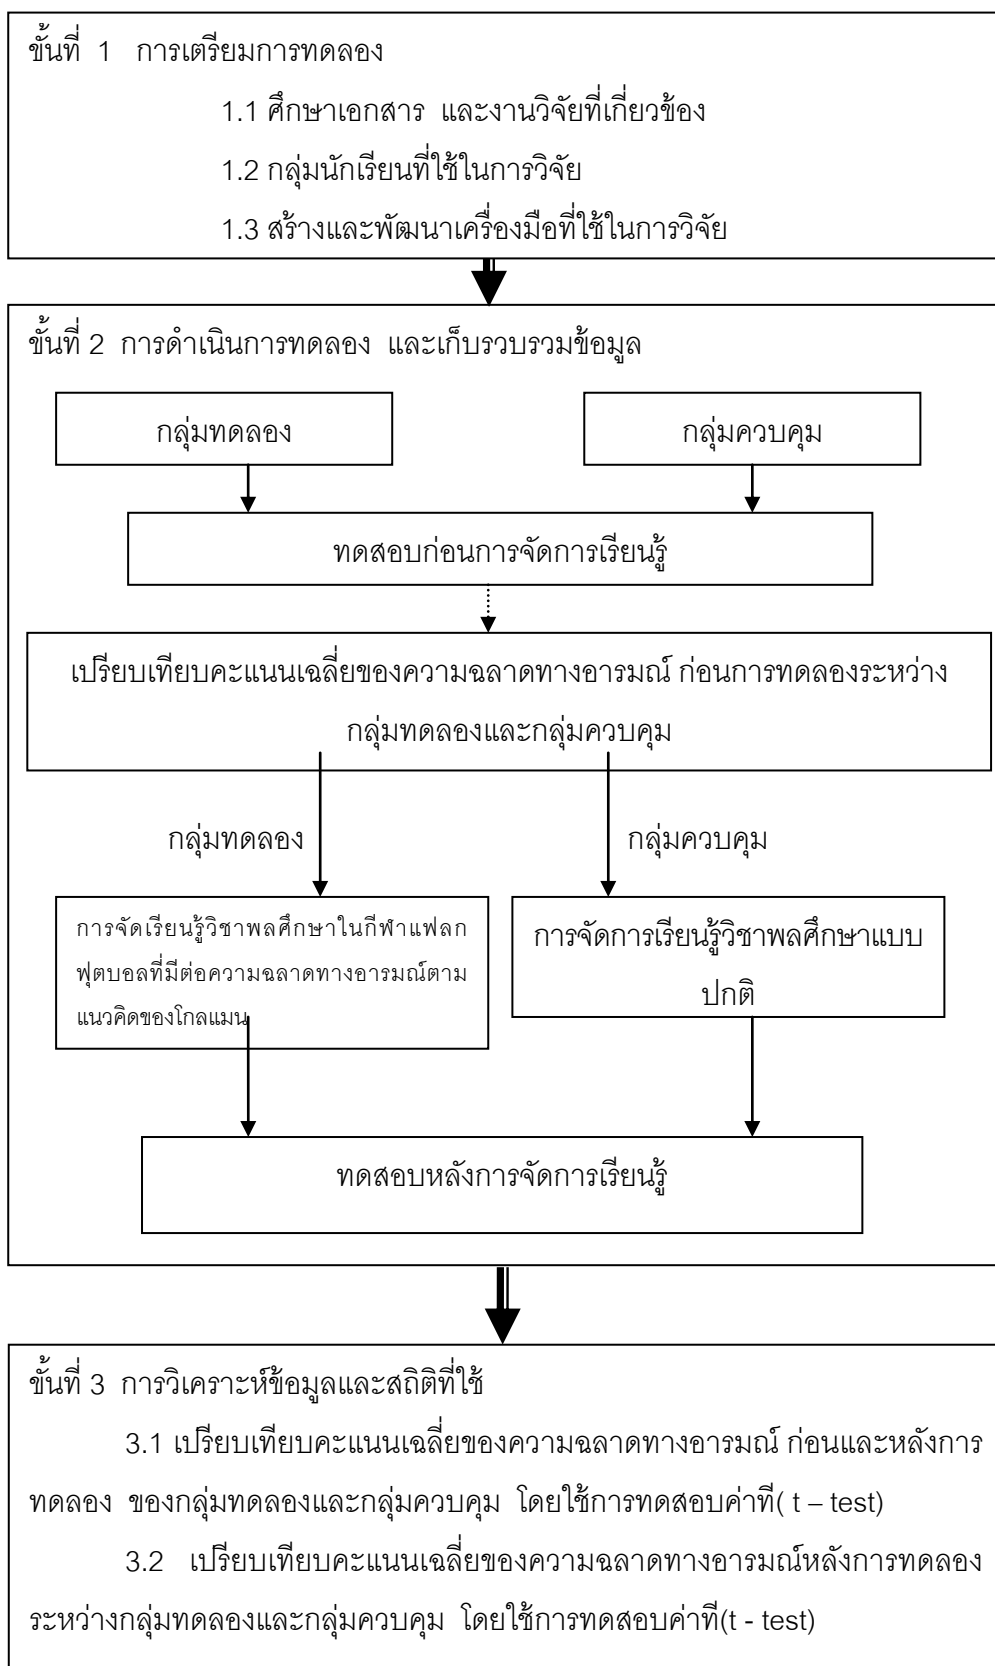 ขั้นที่ 1 การเตรียมการทดลอง
1.1 ศึกษาเอกสาร และงานวิจัยที่เกี่ยวข้อง
1.2 กลุ่มนักเรียนที่ใช้ในการวิจัย
1.3 สร้างและพัฒนาเครื่องมือที่ใช้ในการวิจัย
ขั้นที่ 2 การดำเนินการทดลอง และเก็บรวบรวมข้อมูล
กลุ่มทดลอง
กลุ่มควบคุม
ทดสอบก่อนการจัดการเรียนรู้
เปรียบเทียบคะแนนเฉลี่ยของความฉลาดทางอารมณ์ ก่อนการทดลองระหว่าง
กลุ่มทดลองและกลุ่มควบคุม
กลุ่มทดลอง
กลุ่มควบคุม
การจัดเรียนรู้วิชาพลศึกษาในกีฬาแฟลก
ฟุตบอลที่มีต่อความฉลาดทางอารมณ์ตาม
แนวคิดของโกลแมน
การจัดการเรียนรู้วิชาพลศึกษาแบบ
ปกติ
ทดสอบหลังการจัดการเรียนรู้
ขั้นที่ 3 การวิเคราะห์ข้อมูลและสถิติที่ใช้
3.1 เปรียบเทียบคะแนนเฉลี่ยของความฉลาดทางอารมณ์ ก่อนและหลังการ
ทดลอง ของกลุ่มทดลองและกลุ่มควบคุม โดยใช้การทดสอบค่าที( t – test)
3.2 เปรียบเทียบคะแนนเฉลี่ยของความฉลาดทางอารมณ์หลังการทดลอง
ระหว่างกลุ่มทดลองและกลุ่มควบคุม โดยใช้การทดสอบค่าที(t - test)